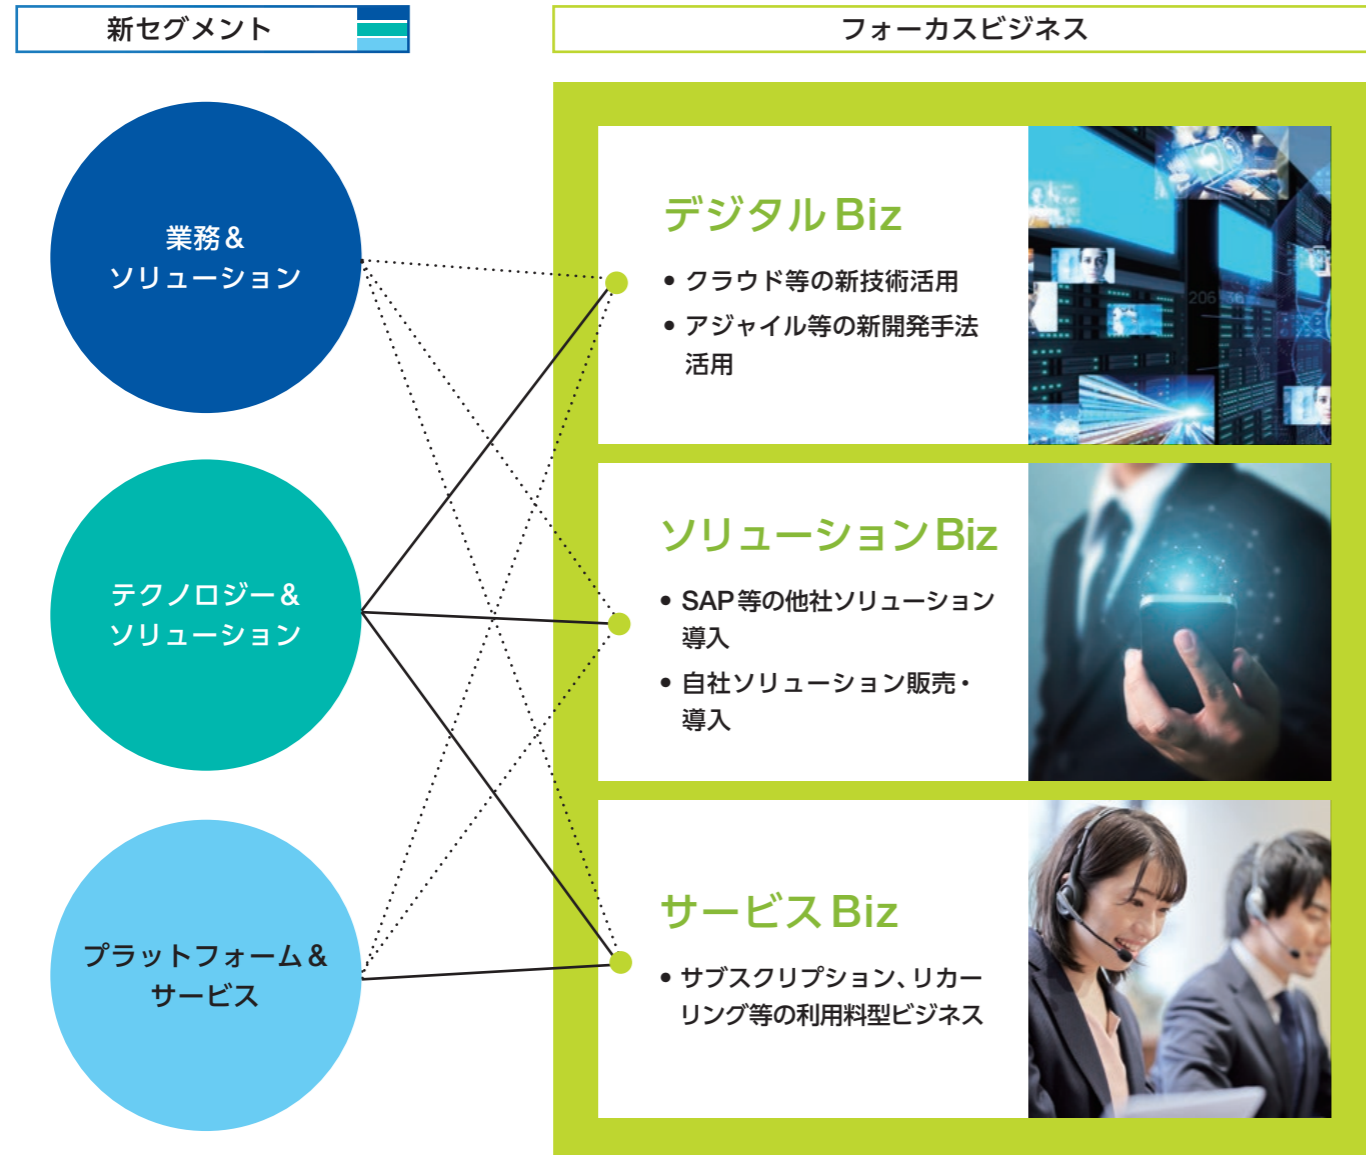 新セグメント
フォーカスビジネス
業務&
ソリューション
テクノロジー&
ソリューション
プラットフォーム&
サービス
デジタルBiz
• クラウド等の新技術活用
• アジャイル等の新開発手法
活用
206 36
ソリューションBiz
• SAP等の他社ソリューション
導入
• 自社ソリューション販売・
導入
サービスBiz
• サブスクリプション、リカー
リング等の利用料型ビジネス